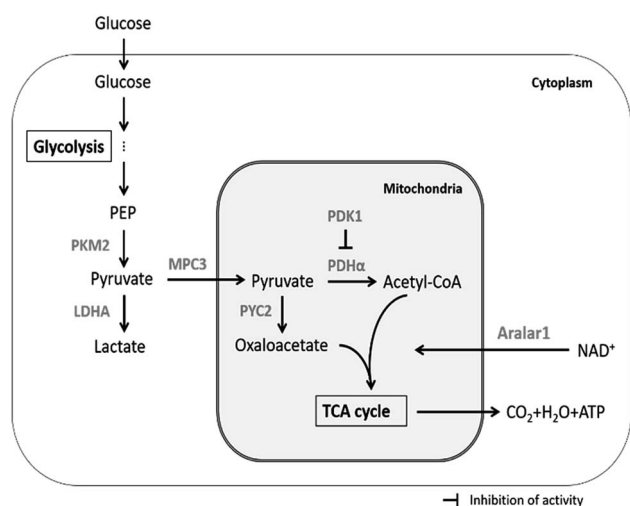 Glucose
Glucose
Cytoplasm
Glycolysis
Mitochondria
PEP
PDK1
PKM2
MPC3
Pyruvate
Pyruvate
PDHα
Acetyl-CoA
LDHA
PYC2
Lactate
Oxaloacetate
Aralar1
NAD⁺
TCA cycle
CO₂+H₂O+ATP
Inhibition of activity